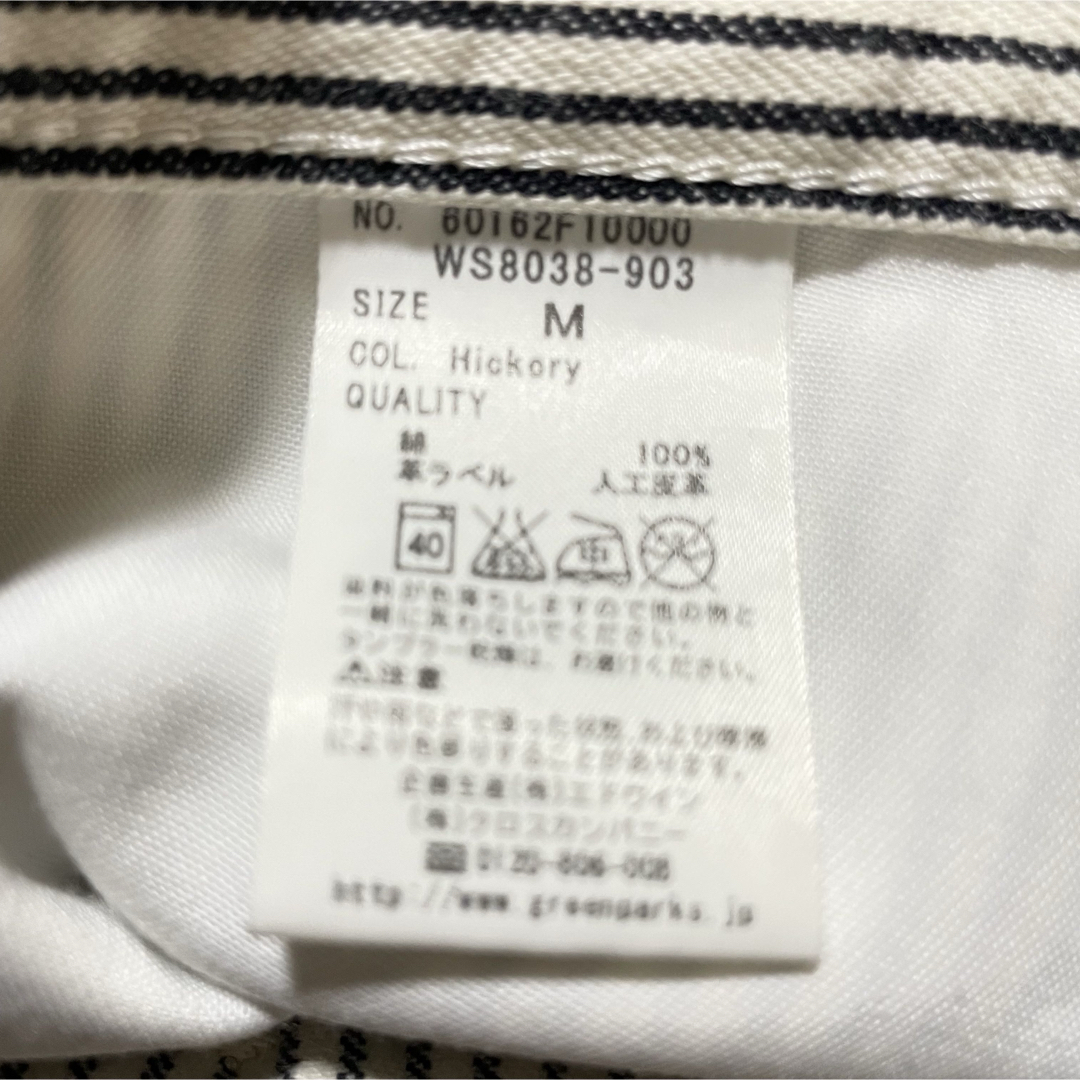 NO. 60162F10000
WS8038-903
SIZE M
COL. Hickory
QUALITY
綿 100%
革ラベル 人工皮革
40
染料が色落ちしますので他の物と
一緒に洗わないでください。
タンブラー乾燥は、お避けください。
注意
汗や雨などで湿った状態、および摩擦
により色移りすることがあります。
企画生産(有)エドウイン
(株)クロスカンパニー
0120-806-008
http://www.greenparks.jp